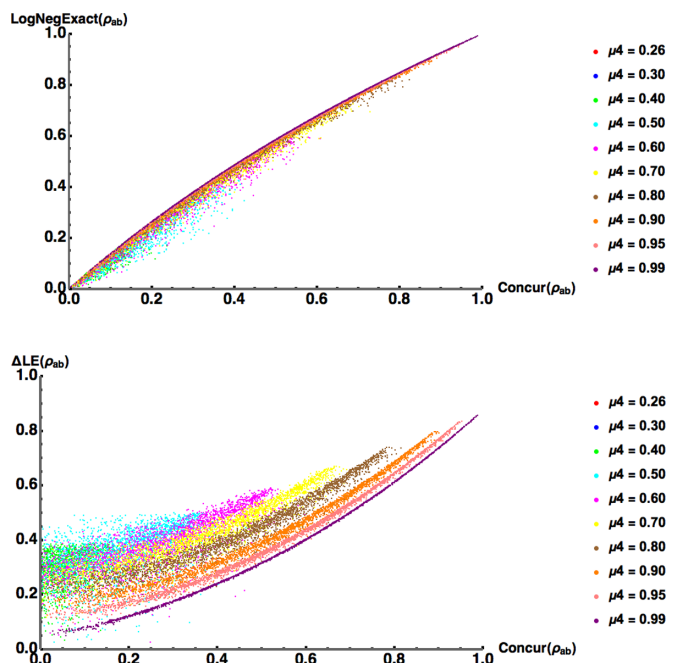 LogNegExact(ρab)
1.0
0.8
0.6
0.4
0.2
0.0
0.0 0.2 0.4 0.6 0.8 1.0 Concur(ρab)
μ4 = 0.26
μ4 = 0.30
μ4 = 0.40
μ4 = 0.50
μ4 = 0.60
μ4 = 0.70
μ4 = 0.80
μ4 = 0.90
μ4 = 0.95
μ4 = 0.99
ΔLE(ρab)
1.0
0.8
0.6
0.4
0.2
0.0
0.0 0.2 0.4 0.6 0.8 1.0 Concur(ρab)
μ4 = 0.26
μ4 = 0.30
μ4 = 0.40
μ4 = 0.50
μ4 = 0.60
μ4 = 0.70
μ4 = 0.80
μ4 = 0.90
μ4 = 0.95
μ4 = 0.99